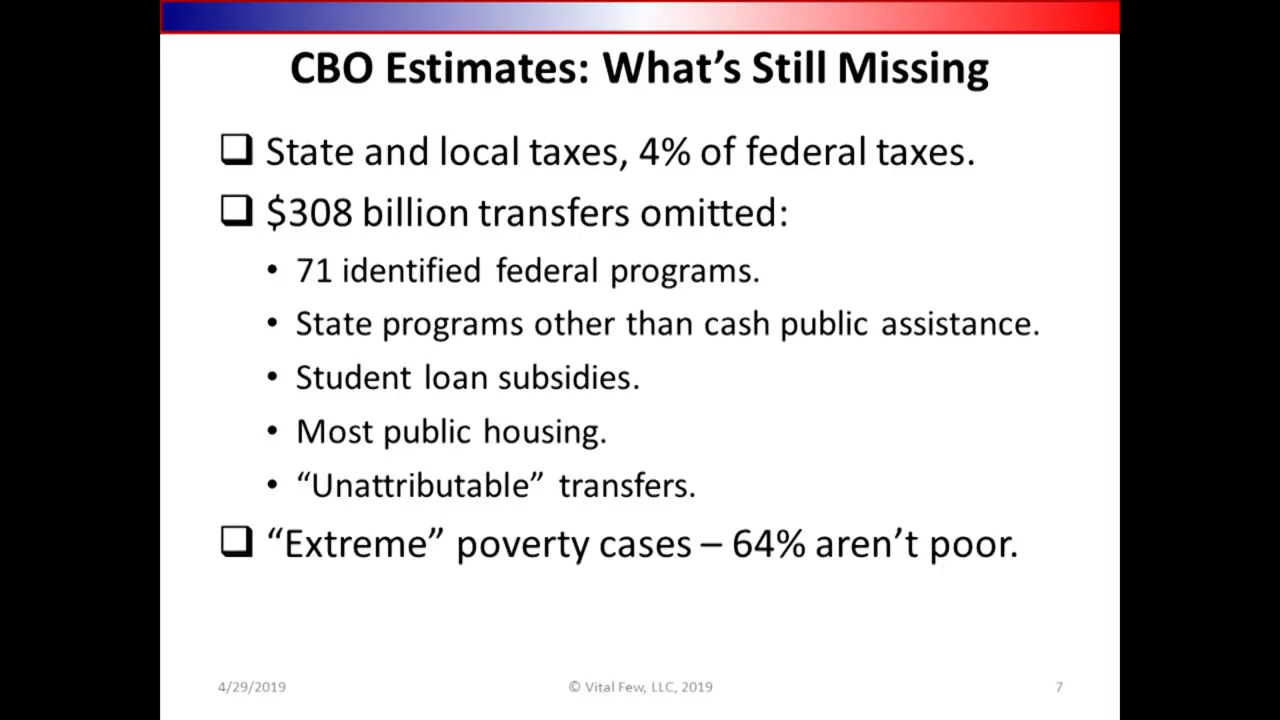 CBO Estimates: What’s Still Missing
❑ State and local taxes, 4% of federal taxes.
❑ $308 billion transfers omitted:
• 71 identified federal programs.
• State programs other than cash public assistance.
• Student loan subsidies.
• Most public housing.
• “Unattributable” transfers.
❑ “Extreme” poverty cases – 64% aren’t poor.
4/29/2019 © Vital Few, LLC, 2019 7